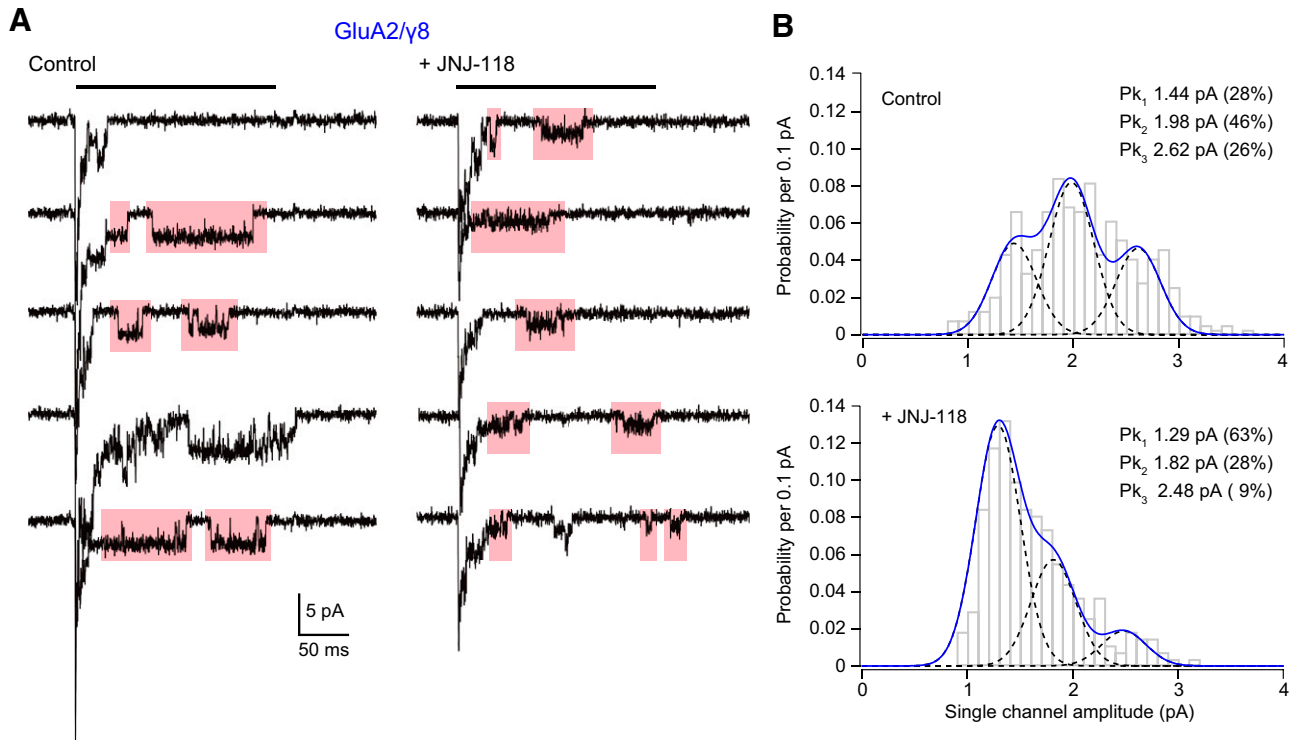 A
GluA2/γ8
Control
+ JNJ-118
5 pA
50 ms
B
Probability per 0.1 pA
0.14
0.12
0.10
0.08
0.06
0.04
0.02
0
Control
Pk1 1.44 pA (28%)
Pk2 1.98 pA (46%)
Pk3 2.62 pA (26%)
0 1 2 3 4
Probability per 0.1 pA
0.14
0.12
0.10
0.08
0.06
0.04
0.02
0
+ JNJ-118
Pk1 1.29 pA (63%)
Pk2 1.82 pA (28%)
Pk3 2.48 pA ( 9%)
0 1 2 3 4
Single channel amplitude (pA)